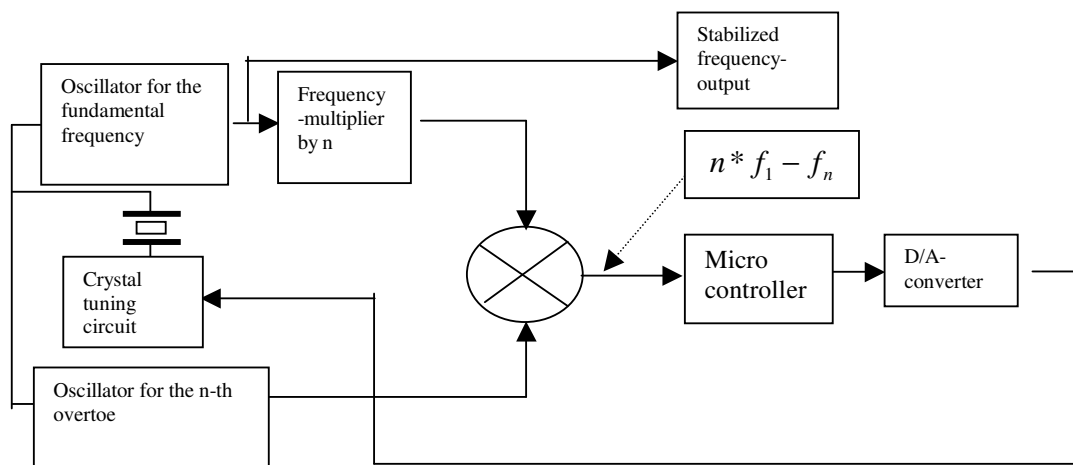 Stabilized
frequency-
output
Oscillator for the
fundamental
frequency
Frequency
-multiplier
by n
n * f₁ − fₙ
Crystal
tuning
circuit
Micro
controller
D/A-
converter
Oscillator for the n-th
overtoe